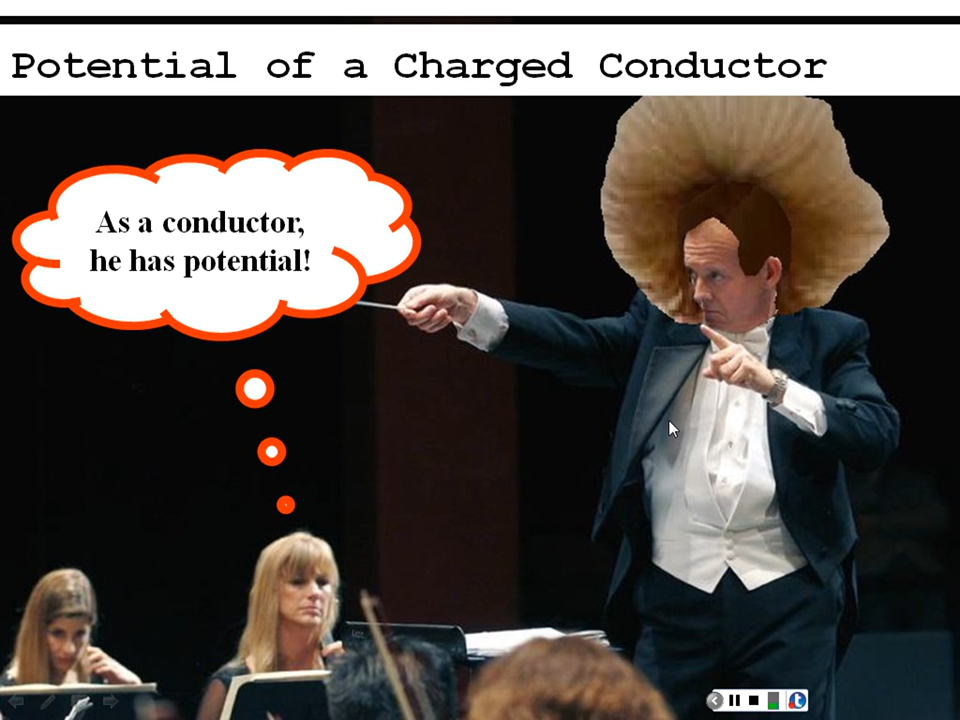 Potential of a Charged Conductor
As a conductor,
he has potential!